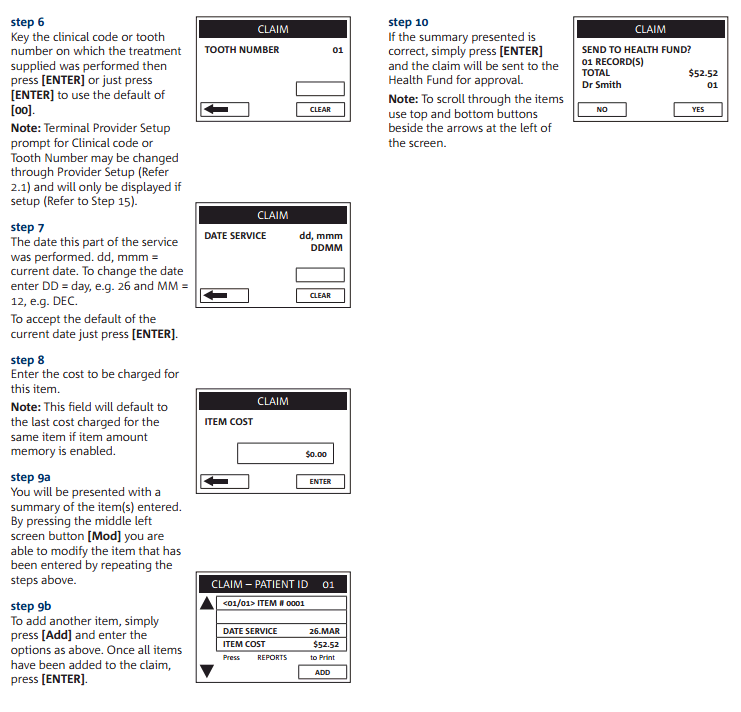 step 6
Key the clinical code or tooth
number on which the treatment
supplied was performed then
press [ENTER] or just press
[ENTER] to use the default of
[00].
Note: Terminal Provider Setup
prompt for Clinical code or
Tooth Number may be changed
through Provider Setup (Refer
2.1) and will only be displayed if
setup (Refer to Step 15).
CLAIM
TOOTH NUMBER 01
CLEAR
step 7
The date this part of the service
was performed. dd, mmm =
current date. To change the date
enter DD = day, e.g. 26 and MM =
12, e.g. DEC.
To accept the default of the
current date just press [ENTER].
CLAIM
DATE SERVICE dd, mmm
DDMM
CLEAR
step 8
Enter the cost to be charged for
this item.
Note: This field will default to
the last cost charged for the
same item if item amount
memory is enabled.
CLAIM
ITEM COST
$0.00
ENTER
step 9a
You will be presented with a
summary of the item(s) entered.
By pressing the middle left
screen button [Mod] you are
able to modify the item that has
been entered by repeating the
steps above.
step 9b
To add another item, simply
press [Add] and enter the
options as above. Once all items
have been added to the claim,
press [ENTER].
CLAIM – PATIENT ID 01
<01/01> ITEM # 0001
DATE SERVICE 26.MAR
ITEM COST $52.52
Press REPORTS to Print
ADD
step 10
If the summary presented is
correct, simply press [ENTER]
and the claim will be sent to the
Health Fund for approval.
Note: To scroll through the items
use top and bottom buttons
beside the arrows at the left of
the screen.
CLAIM
SEND TO HEALTH FUND?
01 RECORD(S)
TOTAL $52.52
Dr Smith 01
NO YES